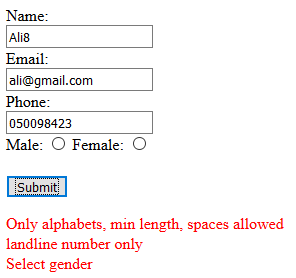 Name:
Ali8
Email:
ali@gmail.com
Phone:
050098423
Male: Female:
Submit
Only alphabets, min length, spaces allowed
landline number only
Select gender